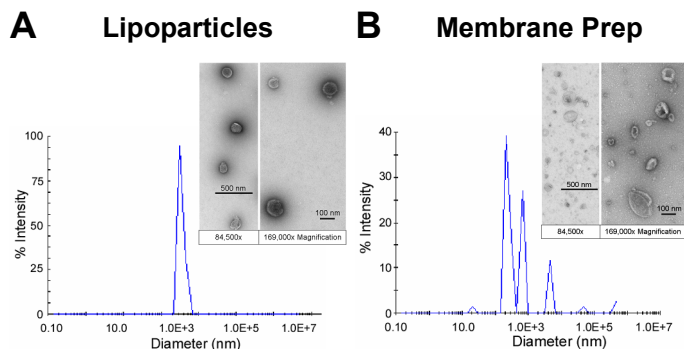 A Lipoparticles
100
75
50
25
0
% Intensity
0.10 10.0 1.0E+3 1.0E+5 1.0E+7
Diameter (nm)
500 nm
100 nm
84,500x 169,000x Magnification
B Membrane Prep
40
30
20
10
0
% Intensity
0.10 10.0 1.0E+3 1.0E+5 1.0E+7
Diameter (nm)
500 nm
100 nm
84,500x 169,000x Magnification